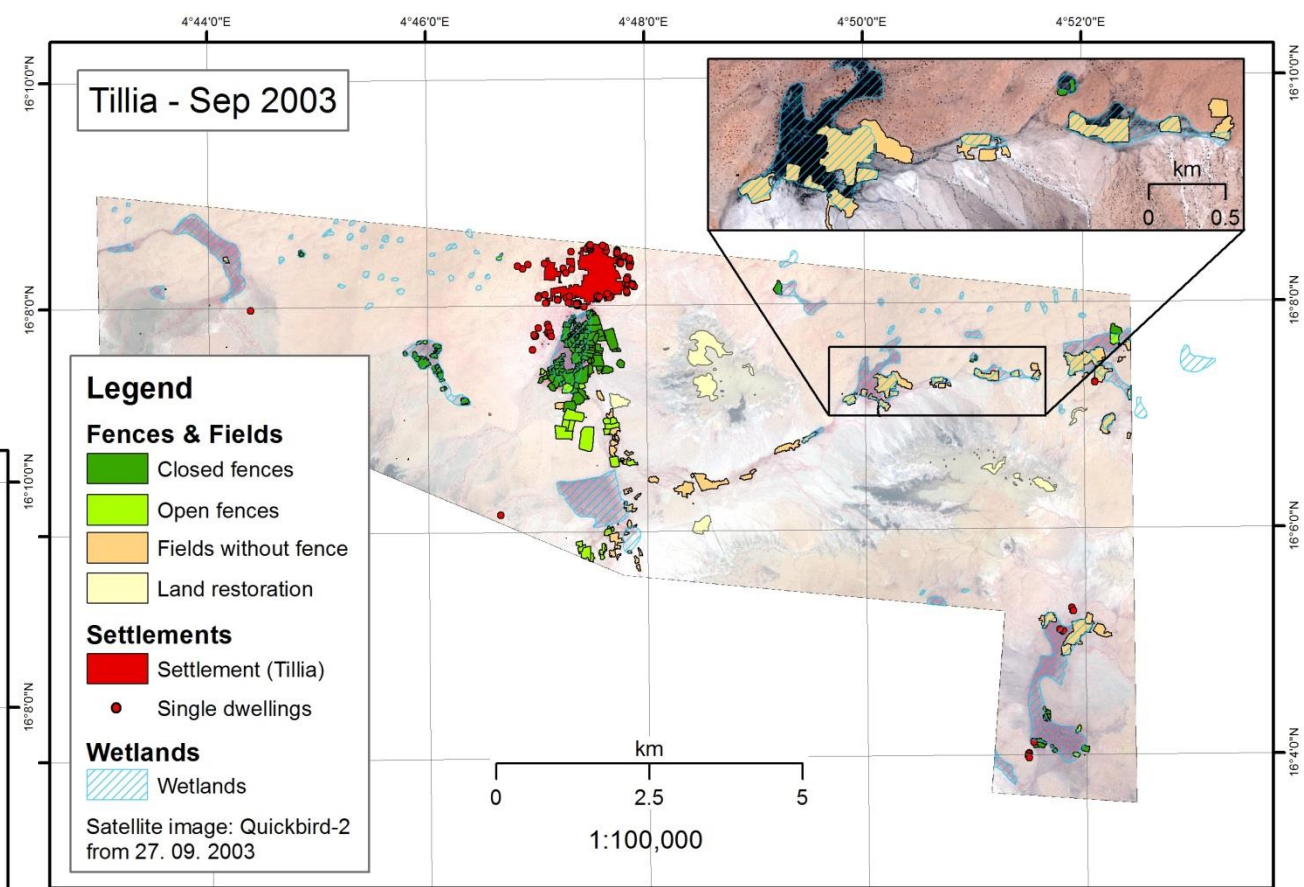 4°44'0"E 4°46'0"E 4°48'0"E 4°50'0"E 4°52'0"E
16°10'0"N
16°10'0"N
Tillia - Sep 2003
km
0 0.5
16°8'0"N
16°8'0"N
Legend
Fences & Fields
Closed fences
Open fences
Fields without fence
Land restoration
Settlements
Settlement (Tillia)
Single dwellings
Wetlands
Wetlands
Satellite image: Quickbird-2
from 27. 09. 2003
16°10'0"N
16°6'0"N
16°8'0"N
16°4'0"N
km
0 2.5 5
1:100,000